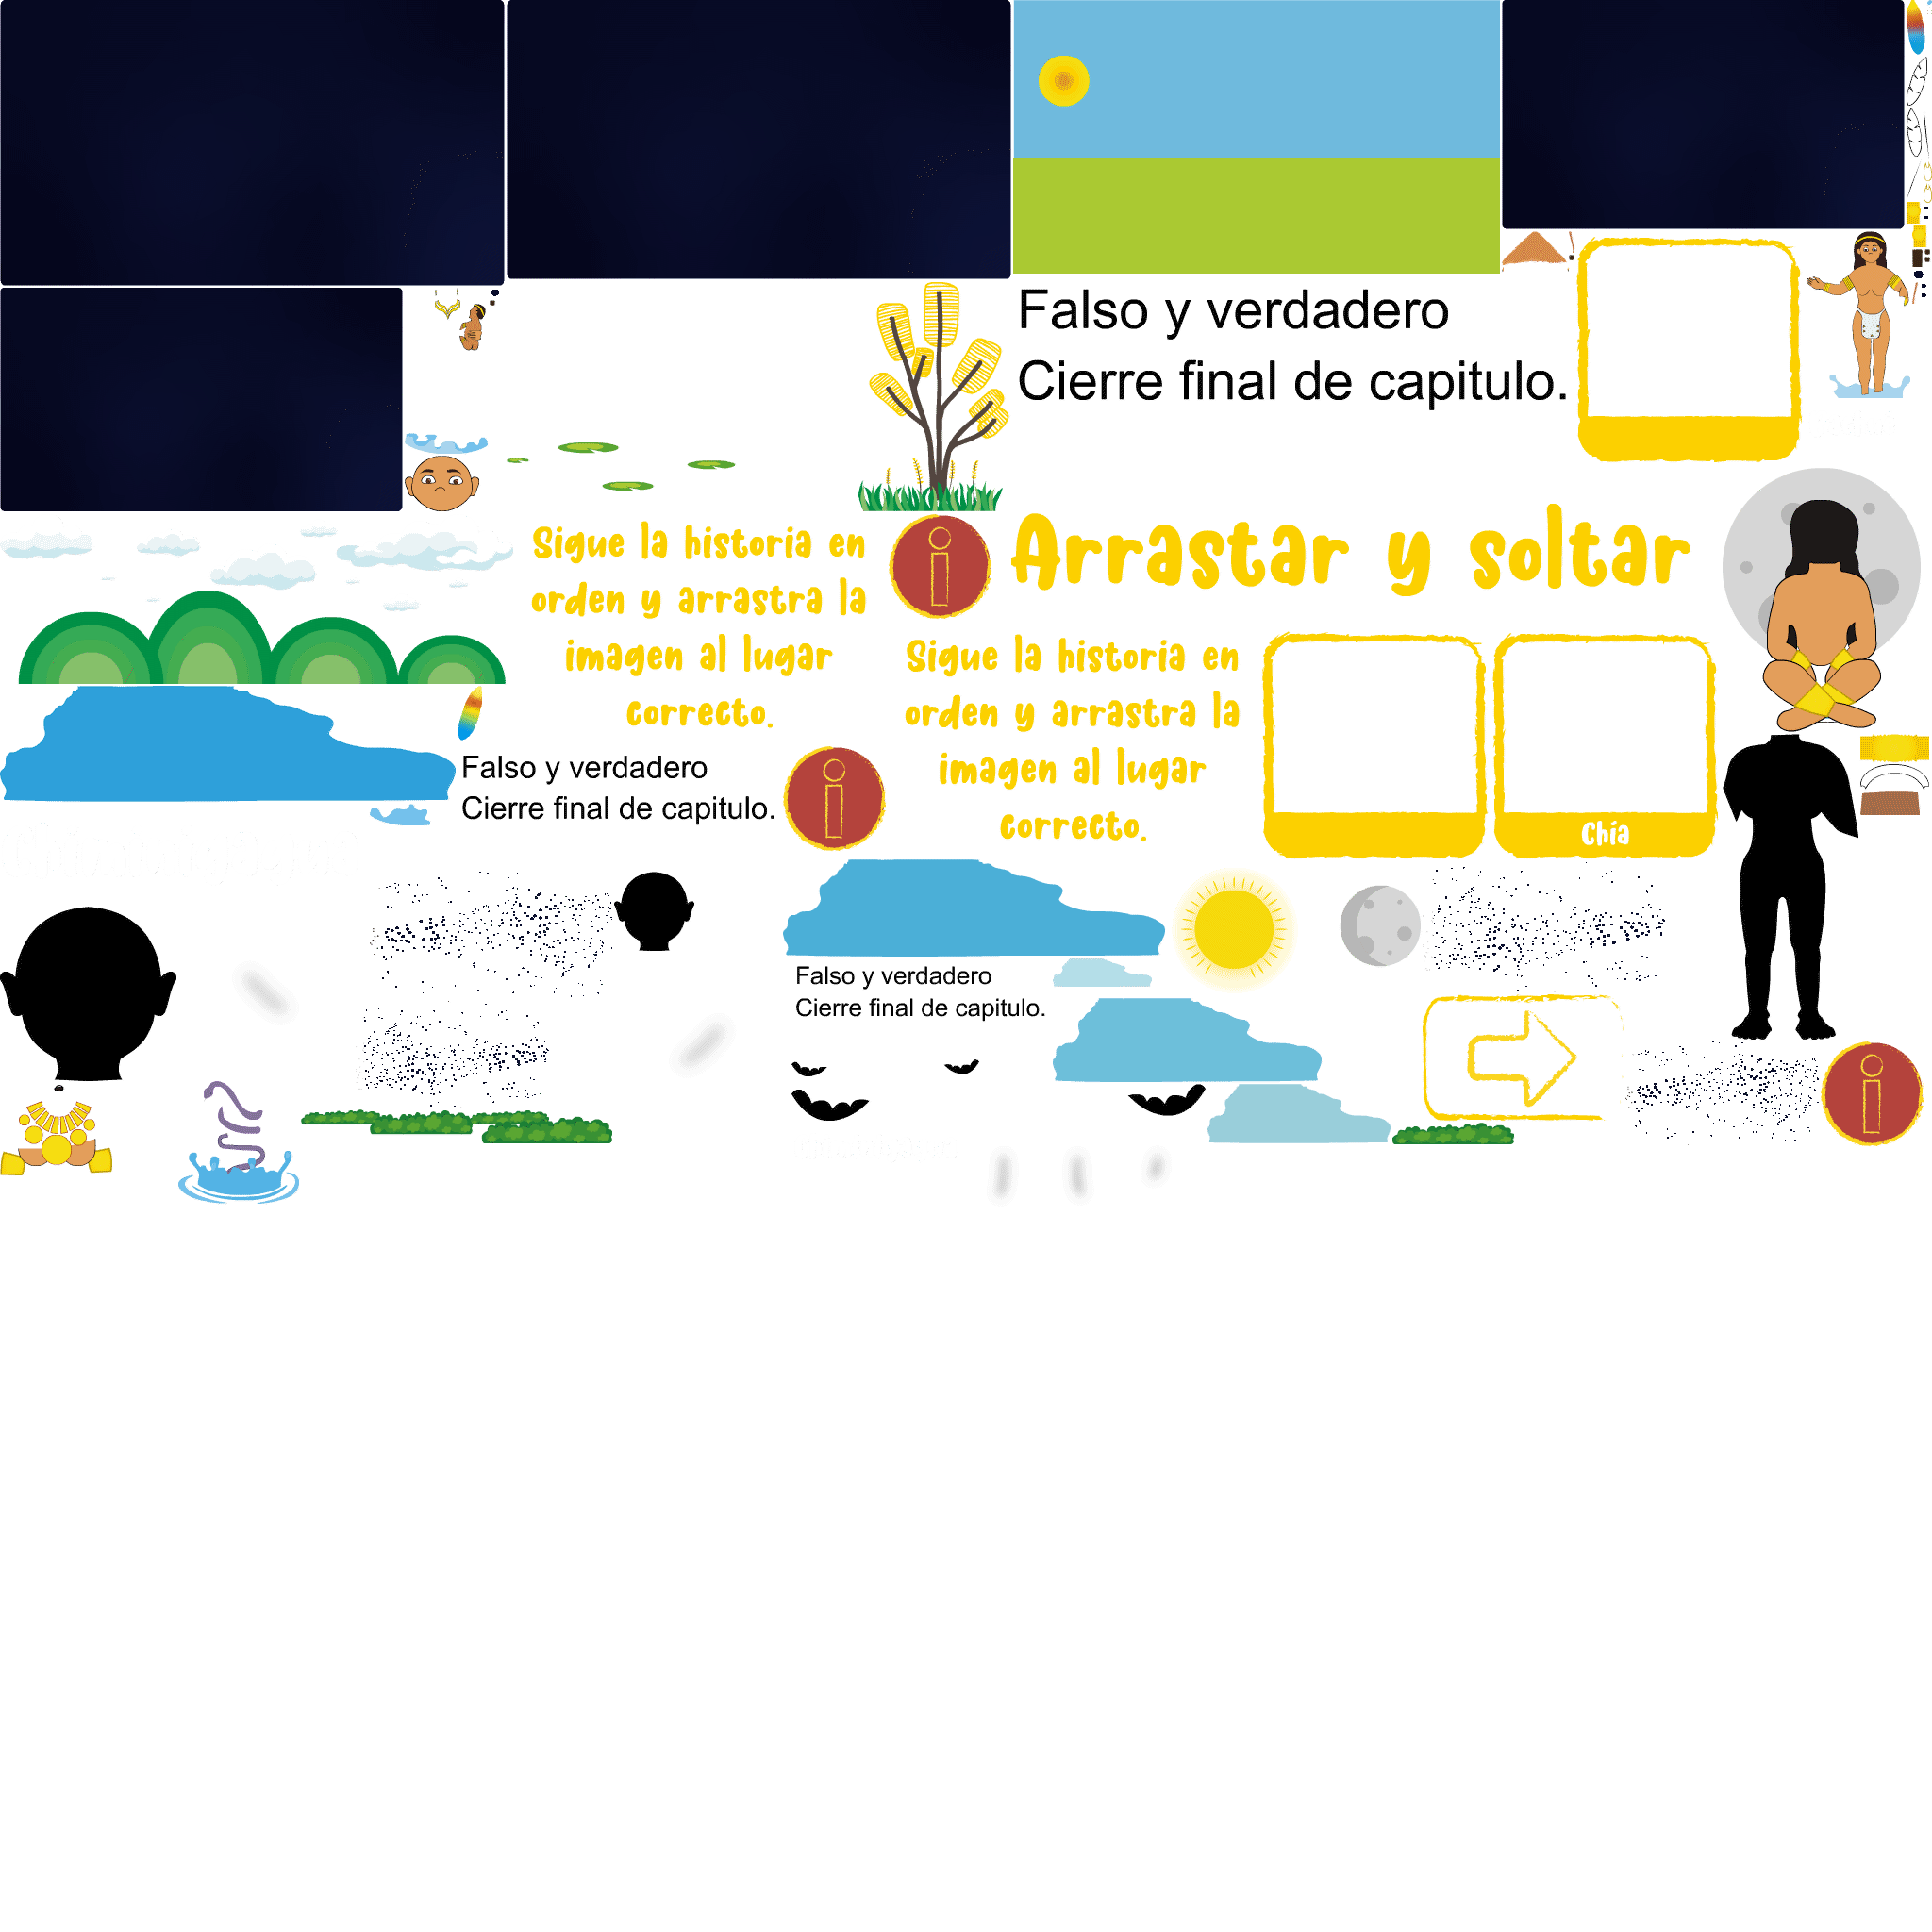 Falso y verdadero
Cierre final de capitulo.
Sigue la historia en
orden y arrastra la
imagen al lugar
correcto.
i
Arrastar y soltar
Sigue la historia en
orden y arrastra la
imagen al lugar
correcto.
Falso y verdadero
Cierre final de capitulo.
i
Chía
Falso y verdadero
Cierre final de capitulo.
i